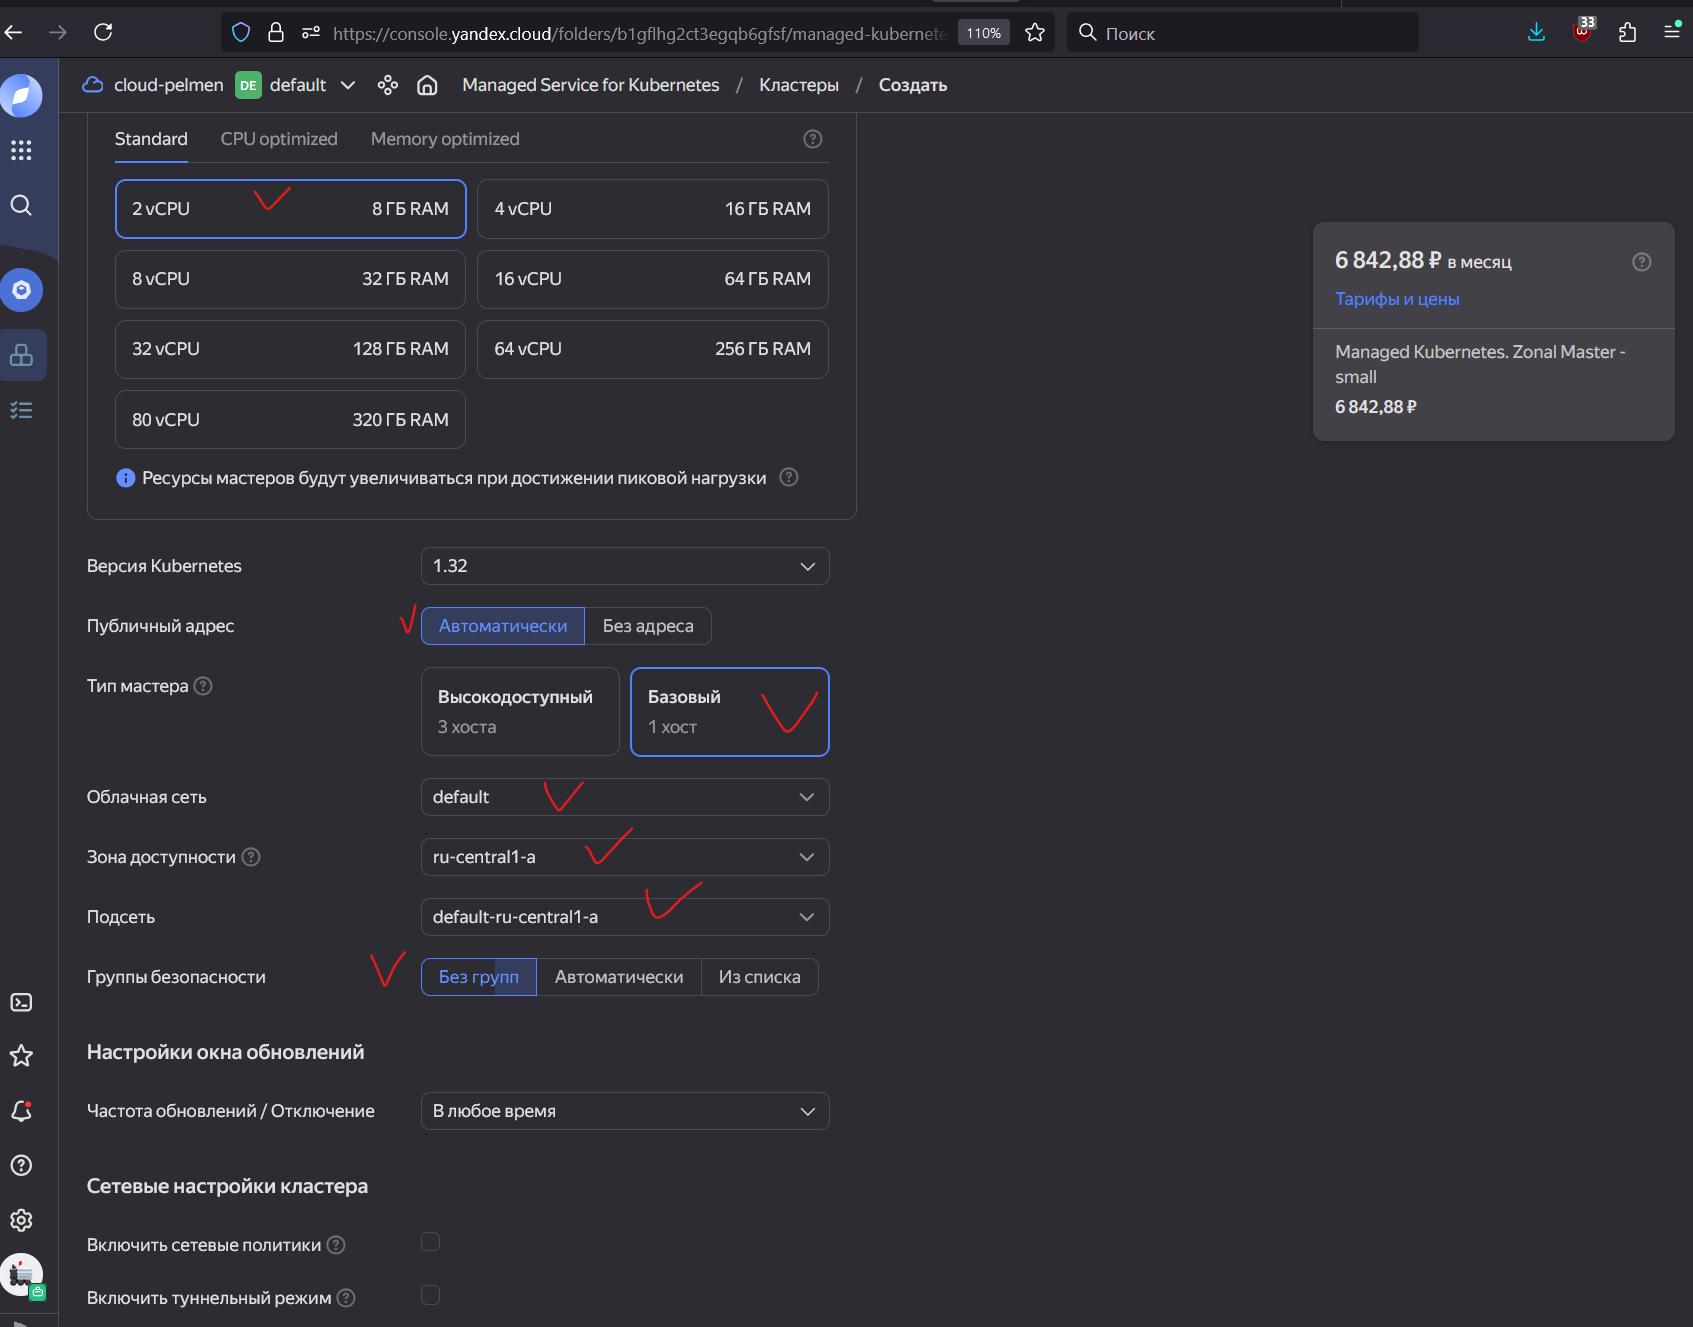 https://console.yandex.cloud/folders/b1gflhg2ct3egqb6gfsf/managed-kubernete
110%
Поиск
33
cloud-pelmen DE default Managed Service for Kubernetes / Кластеры / Создать
Standard CPU optimized Memory optimized
2 vCPU 8 ГБ RAM 4 vCPU 16 ГБ RAM
8 vCPU 32 ГБ RAM 16 vCPU 64 ГБ RAM
32 vCPU 128 ГБ RAM 64 vCPU 256 ГБ RAM
80 vCPU 320 ГБ RAM
Ресурсы мастеров будут увеличиваться при достижении пиковой нагрузки
6 842,88 ₽ в месяц
Тарифы и цены
Managed Kubernetes. Zonal Master -
small
6 842,88 ₽
Версия Kubernetes 1.32
Публичный адрес Автоматически Без адреса
Тип мастера
Высокодоступный
3 хоста
Базовый
1 хост
Облачная сеть default
Зона доступности ru-central1-a
Подсеть default-ru-central1-a
Группы безопасности Без групп Автоматически Из списка
Настройки окна обновлений
Частота обновлений / Отключение В любое время
Сетевые настройки кластера
Включить сетевые политики
Включить туннельный режим